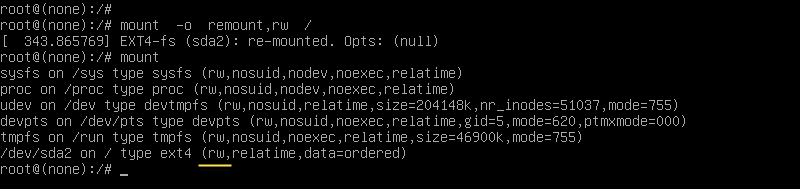 root@(none):/#
root@(none):/# mount  -o  remount,rw  /
[  343.865769] EXT4-fs (sda2): re-mounted. Opts: (null)
root@(none):/# mount
sysfs on /sys type sysfs (rw,nosuid,nodev,noexec,relatime)
proc on /proc type proc (rw,nosuid,nodev,noexec,relatime)
udev on /dev type devtmpfs (rw,nosuid,relatime,size=204148k,nr_inodes=51037,mode=755)
devpts on /dev/pts type devpts (rw,nosuid,noexec,relatime,gid=5,mode=620,ptmxmode=000)
tmpfs on /run type tmpfs (rw,nosuid,noexec,relatime,size=46900k,mode=755)
/dev/sda2 on / type ext4 (rw,relatime,data=ordered)
root@(none):/# _